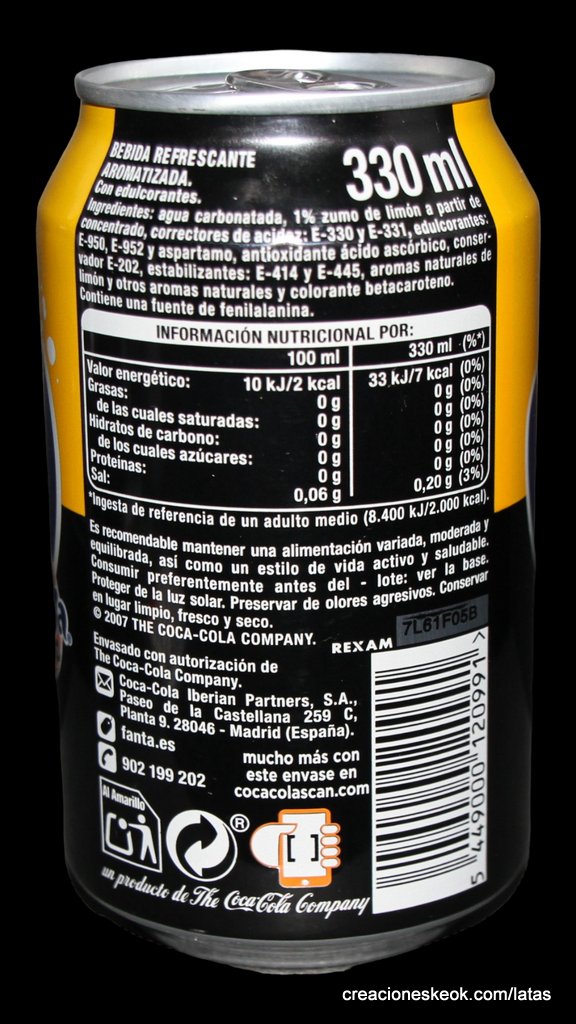 BEBIDA REFRESCANTE
AROMATIZADA.
Con edulcorantes.
330 ml
Ingredientes: agua carbonatada, 1% zumo de limón a partir de
concentrado, correctores de acidez: E-330 y E-331, edulcorantes:
E-950, E-952 y aspartamo, antioxidante ácido ascórbico, conser-
vador E-202, estabilizantes: E-414 y E-445, aromas naturales de
limón y otros aromas naturales y colorante betacaroteno.
Contiene una fuente de fenilalanina.
INFORMACIÓN NUTRICIONAL POR:
100 ml 330 ml (%*)
Valor energético: 10 kJ/2 kcal 33 kJ/7 kcal (0%)
Grasas: 0 g 0 g (0%)
de las cuales saturadas: 0 g 0 g (0%)
Hidratos de carbono: 0 g 0 g (0%)
de los cuales azúcares: 0 g 0 g (0%)
Proteínas: 0 g 0 g (0%)
Sal: 0,06 g 0,20 g (3%)
*Ingesta de referencia de un adulto medio (8.400 kJ/2.000 kcal).
Es recomendable mantener una alimentación variada, moderada y
equilibrada, así como un estilo de vida activo y saludable.
Consumir preferentemente antes del - lote: ver la base.
Proteger de la luz solar. Preservar de olores agresivos. Conservar
en lugar limpio, fresco y seco.
© 2007 THE COCA-COLA COMPANY.
REXAM
7L61F05B
Envasado con autorización de
The Coca-Cola Company.
Coca-Cola Iberian Partners, S.A.,
Paseo de la Castellana 259 C,
Planta 9. 28046 - Madrid (España).
fanta.es
902 199 202
mucho más con
este envase en
cocacolascan.com
5 449000 120991 >
Al Amarillo
®
[ ]
un producto de The Coca-Cola Company
creacioneskeok.com/latas